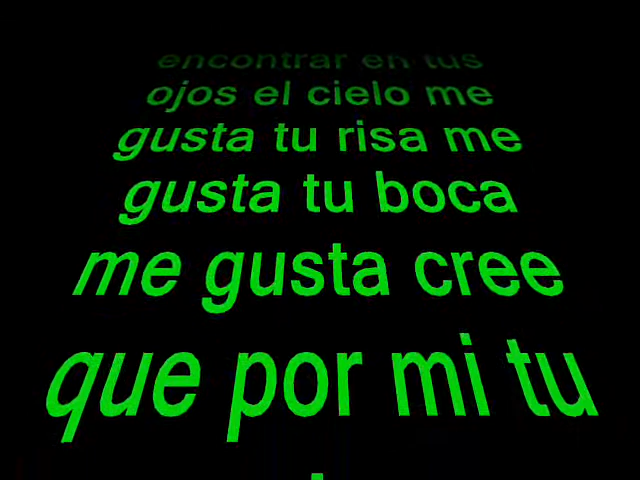 encontrar en tus
ojos el cielo me
gusta tu risa me
gusta tu boca
me gusta cree
que por mi tu